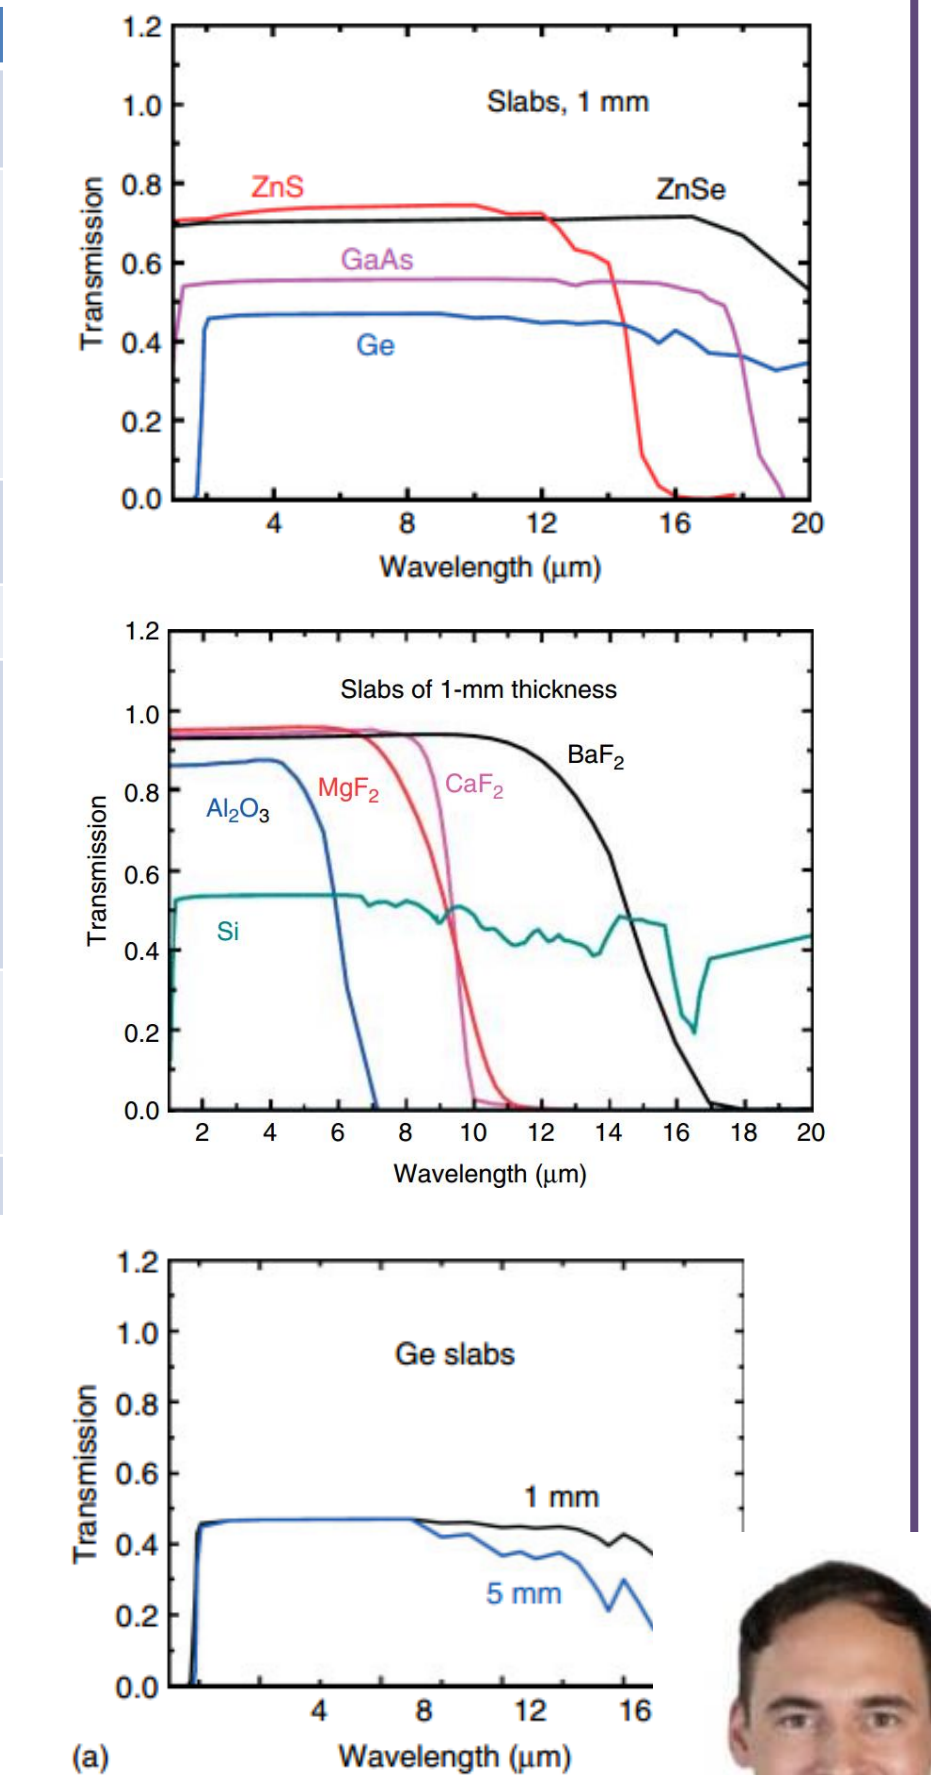 1.2
Slabs, 1 mm
1.0
ZnS
ZnSe
0.8
GaAs
0.6
Ge
0.4
0.2
0.0
Transmission
4 8 12 16 20
Wavelength (μm)
1.2
Slabs of 1-mm thickness
1.0
BaF2
MgF2
CaF2
0.8
Al2O3
0.6
Si
0.4
0.2
0.0
Transmission
2 4 6 8 10 12 14 16 18 20
Wavelength (μm)
1.2
Ge slabs
1.0
0.8
0.6
1 mm
0.4
5 mm
0.2
0.0
Transmission
4 8 12 16
(a) Wavelength (μm)